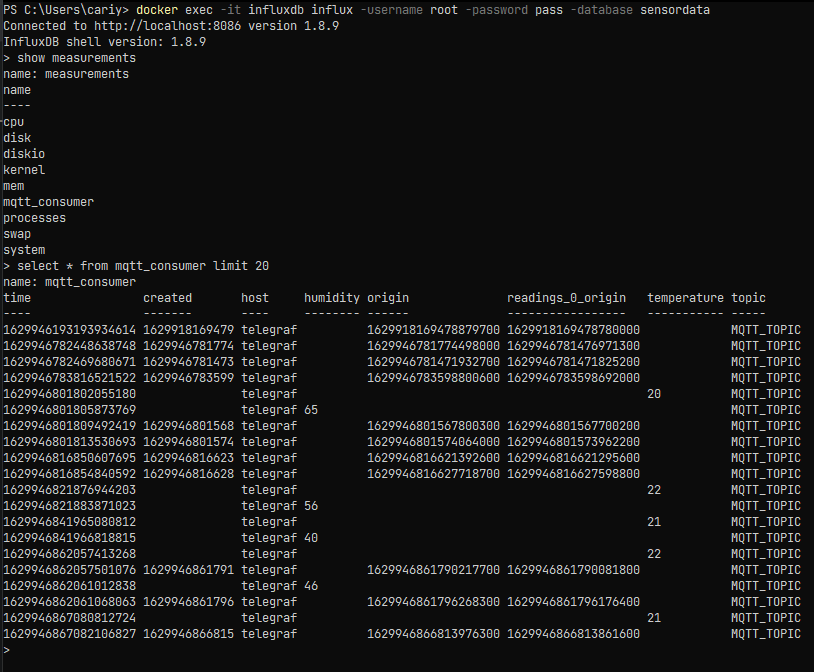 PS C:\Users\cariy> docker exec -it influxdb influx -username root -password pass -database sensordata
Connected to http://localhost:8086 version 1.8.9
InfluxDB shell version: 1.8.9
> show measurements
name: measurements
name
----
cpu
disk
diskio
kernel
mem
mqtt_consumer
processes
swap
system
> select * from mqtt_consumer limit 20
name: mqtt_consumer
time                created       host     humidity origin              readings_0_origin   temperature topic
----                -------       ----     -------- ------              -----------------   ----------- -----
1629946193193934614 1629918169479 telegraf          1629918169478879700 1629918169478780000             MQTT_TOPIC
1629946782448638748 1629946781774 telegraf          1629946781774498000 1629946781476971300             MQTT_TOPIC
1629946782469680671 1629946781473 telegraf          1629946781471932700 1629946781471825200             MQTT_TOPIC
1629946783816521522 1629946783599 telegraf          1629946783598800600 1629946783598692000             MQTT_TOPIC
1629946801802055180               telegraf                                                  20          MQTT_TOPIC
1629946801805873769               telegraf 65                                                           MQTT_TOPIC
1629946801809492419 1629946801568 telegraf          1629946801567800300 1629946801567700200             MQTT_TOPIC
1629946801813530693 1629946801574 telegraf          1629946801574064000 1629946801573962200             MQTT_TOPIC
1629946816850607695 1629946816623 telegraf          1629946816621392600 1629946816621295600             MQTT_TOPIC
1629946816854840592 1629946816628 telegraf          1629946816627718700 1629946816627598800             MQTT_TOPIC
1629946821876944203               telegraf                                                  22          MQTT_TOPIC
1629946821883871023               telegraf 56                                                           MQTT_TOPIC
1629946841965080812               telegraf                                                  21          MQTT_TOPIC
1629946841966818815               telegraf 40                                                           MQTT_TOPIC
1629946862057413268               telegraf                                                  22          MQTT_TOPIC
1629946862057501076 1629946861791 telegraf          1629946861790217700 1629946861790081800             MQTT_TOPIC
1629946862061012838               telegraf 46                                                           MQTT_TOPIC
1629946862061068063 1629946861796 telegraf          1629946861796268300 1629946861796176400             MQTT_TOPIC
1629946867080812724               telegraf                                                  21          MQTT_TOPIC
1629946867082106827 1629946866815 telegraf          1629946866813976300 1629946866813861600             MQTT_TOPIC
>